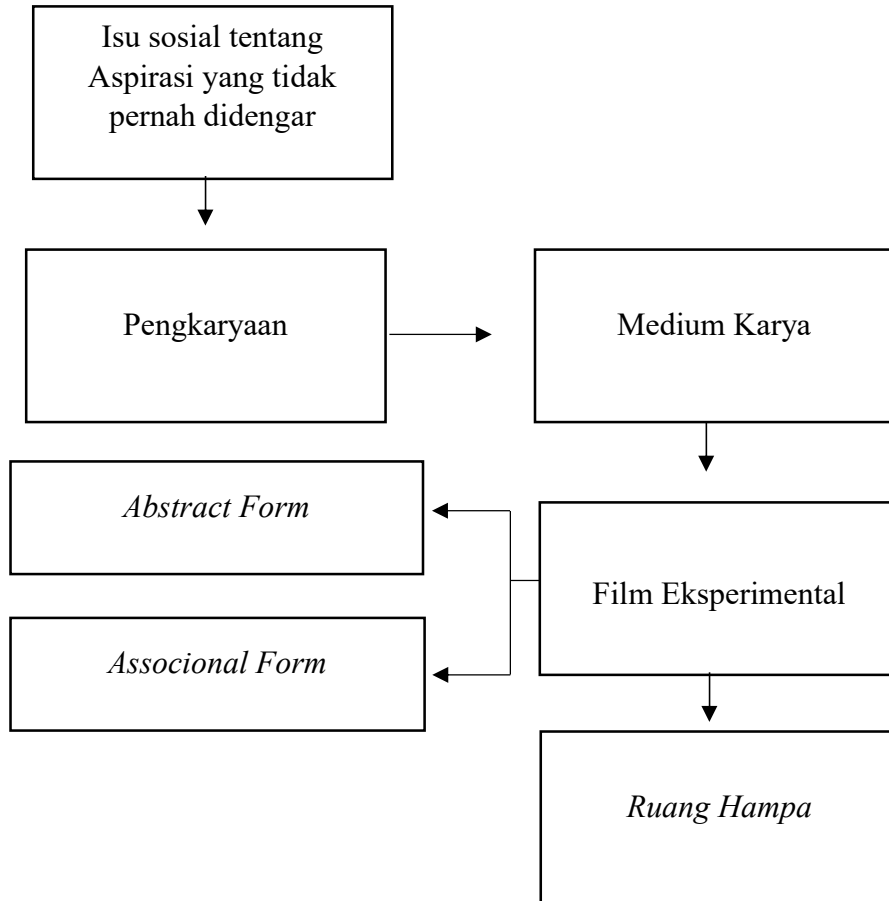 Isu sosial tentang
Aspirasi yang tidak
pernah didengar
Pengkaryaan
Medium Karya
Abstract Form
Film Eksperimental
Assocional Form
Ruang Hampa